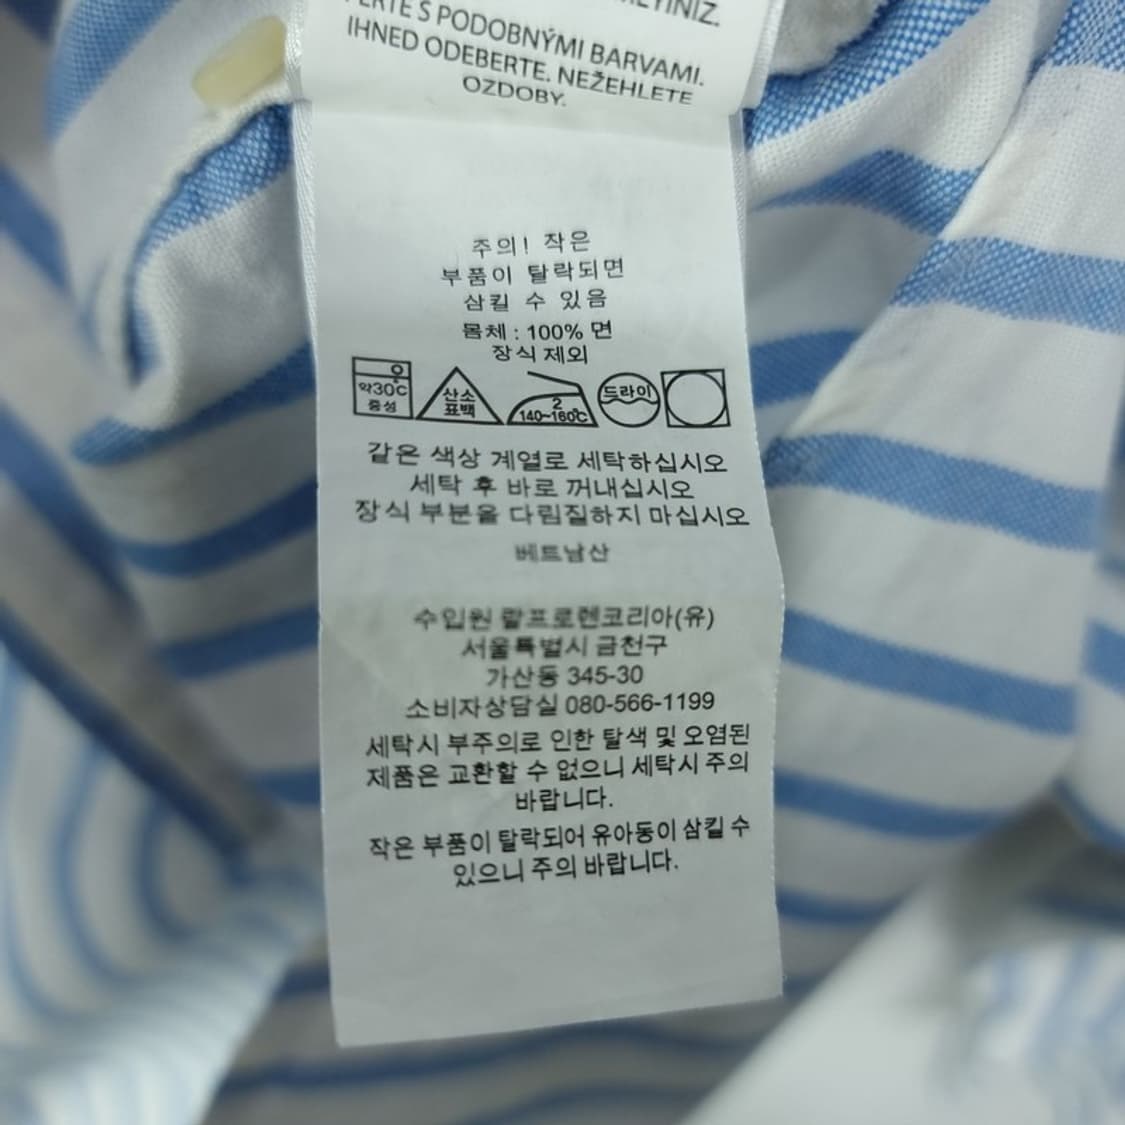 S PODOBNÝMI BARVAMI.
IHNED ODEBERTE. NEŽEHLETE
OZDOBY.
주의! 작은
부품이 탈락되면
삼킬 수 있음
몸체 : 100% 면
장식 제외
약30℃
중성
산소
표백
2
140~160℃
드라이
같은 색상 계열로 세탁하십시오
세탁 후 바로 꺼내십시오
장식 부분을 다림질하지 마십시오
베트남산
수입원 랄프로렌코리아(유)
서울특별시 금천구
가산동 345-30
소비자상담실 080-566-1199
세탁시 부주의로 인한 탈색 및 오염된
제품은 교환할 수 없으니 세탁시 주의
바랍니다.
작은 부품이 탈락되어 유아동이 삼킬 수
있으니 주의 바랍니다.